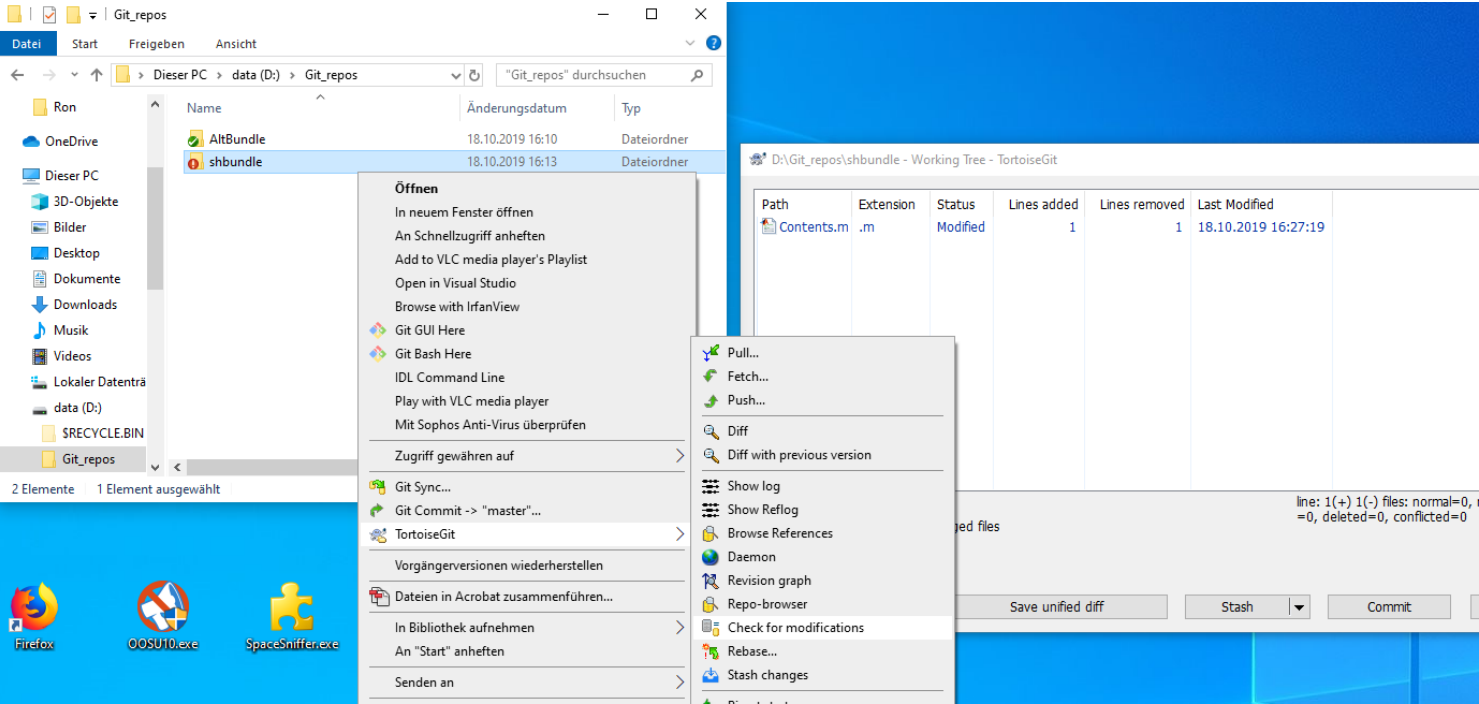 Git_repos
Datei Start Freigeben Ansicht
Dieser PC > data (D:) > Git_repos
"Git_repos" durchsuchen
Ron
OneDrive
Dieser PC
3D-Objekte
Bilder
Desktop
Dokumente
Downloads
Musik
Videos
Lokaler Datenträ
data (D:)
$RECYCLE.BIN
Git_repos
Name Änderungsdatum Typ
AltBundle 18.10.2019 16:10 Dateiordner
shbundle 18.10.2019 16:13 Dateiordner
2 Elemente 1 Element ausgewählt
Öffnen
In neuem Fenster öffnen
An Schnellzugriff anheften
Add to VLC media player's Playlist
Open in Visual Studio
Browse with IrfanView
Git GUI Here
Git Bash Here
IDL Command Line
Play with VLC media player
Mit Sophos Anti-Virus überprüfen
Zugriff gewähren auf
Git Sync...
Git Commit -> "master"...
TortoiseGit
Vorgängerversionen wiederherstellen
Dateien in Acrobat zusammenführen...
In Bibliothek aufnehmen
An "Start" anheften
Senden an
Pull...
Fetch...
Push...
Diff
Diff with previous version
Show log
Show Reflog
Browse References
Daemon
Revision graph
Repo-browser
Check for modifications
Rebase...
Stash changes
D:\Git_repos\shbundle - Working Tree - TortoiseGit
Path Extension Status Lines added Lines removed Last Modified
Contents.m .m Modified 1 1 18.10.2019 16:27:19
line: 1(+) 1(-) files: normal=0,
=0, deleted=0, conflicted=0
ged files
Save unified diff
Stash
Commit
Firefox
OOSU10.exe
SpaceSniffer.exe